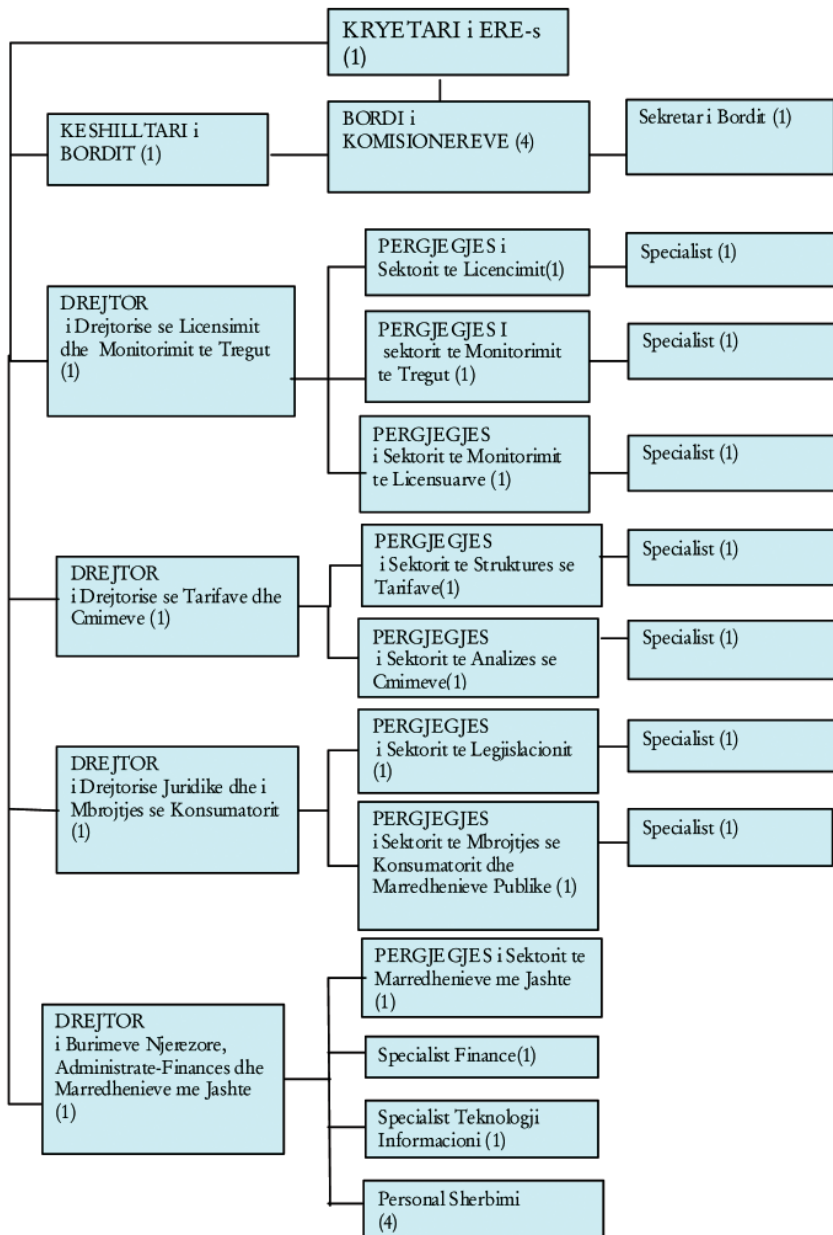 KRYETARI i ERE-s
(1)
KESHILLTARI i
BORDIT (1)
BORDI i
KOMISIONEREVE (4)
Sekretar i Bordit (1)
DREJTOR
i Drejtorise se Licensimit
dhe Monitorimit te Tregut
(1)
PERGJEGJES i
Sektorit te Licencimit(1)
Specialist (1)
PERGJEGJES I
sektorit te Monitorimit
te Tregut (1)
Specialist (1)
PERGJEGJES
i Sektorit te Monitorimit
te Licensuarve (1)
Specialist (1)
DREJTOR
i Drejtorise se Tarifave dhe
Cmimeve (1)
PERGJEGJES
i Sektorit te Struktures se
Tarifave(1)
Specialist (1)
PERGJEGJES
i Sektorit te Analizes se
Cmimeve(1)
Specialist (1)
DREJTOR
i Drejtorise Juridike dhe i
Mbrojtjes se Konsumatorit
(1)
PERGJEGJES
i Sektorit te Legjislacionit
(1)
Specialist (1)
PERGJEGJES
i Sektorit te Mbrojtjes se
Konsumatorit dhe
Marredhenieve Publike (1)
Specialist (1)
DREJTOR
i Burimeve Njerezore,
Administrate-Finances dhe
Marredhenieve me Jashte
(1)
PERGJEGJES i Sektorit te
Marredhenieve me Jashte
(1)
Specialist Finance(1)
Specialist Teknologji
Informacioni (1)
Personal Sherbimi
(4)